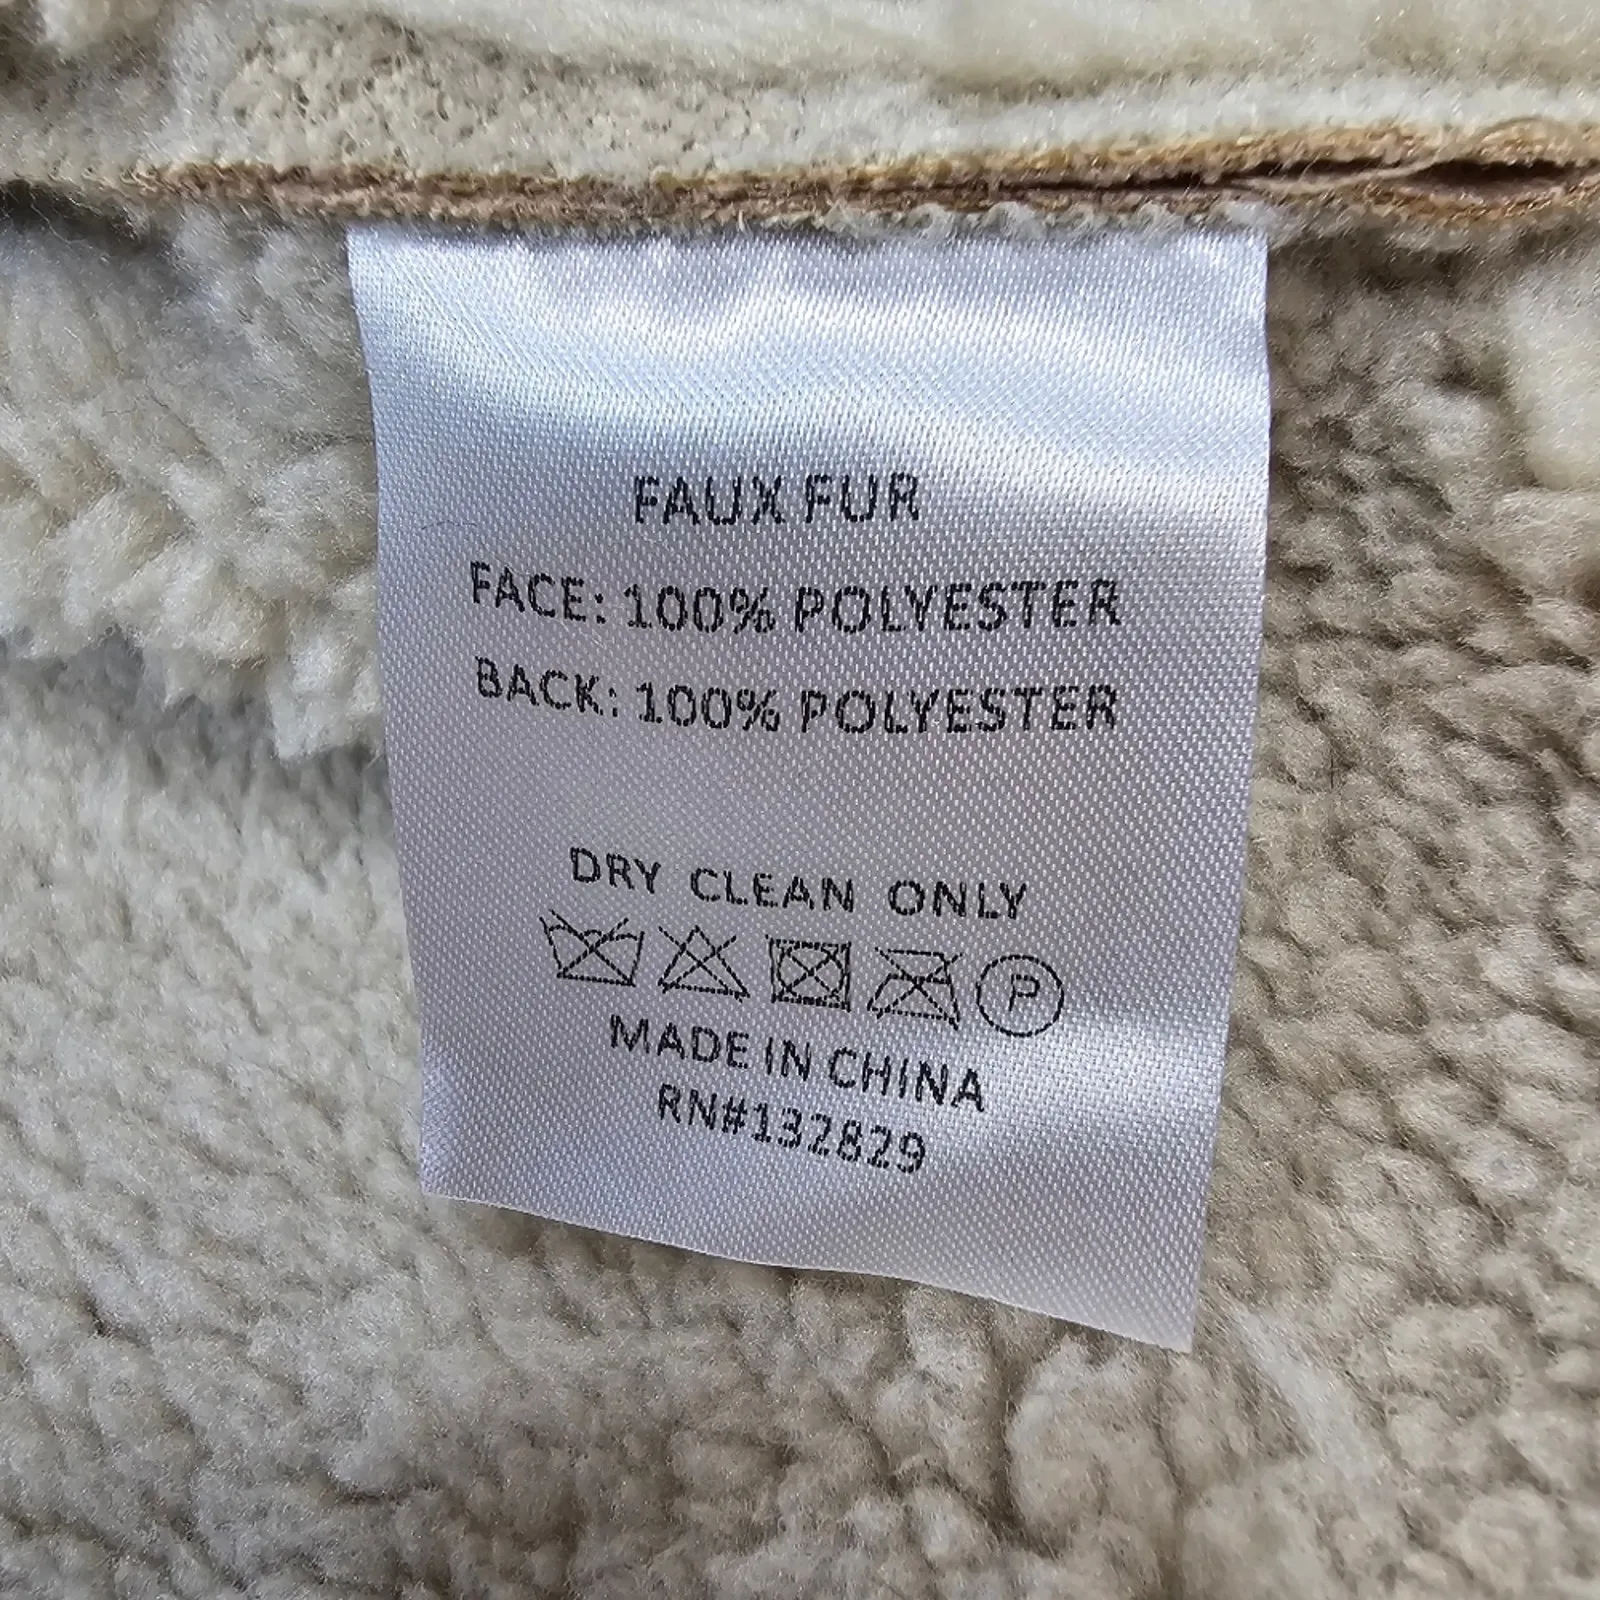 FAUX FUR
FACE: 100% POLYESTER
BACK: 100% POLYESTER
DRY CLEAN ONLY
P
MADE IN CHINA
RN#132829